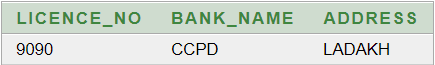 LICENCE_NO BANK_NAME ADDRESS
9090 CCPD LADAKH